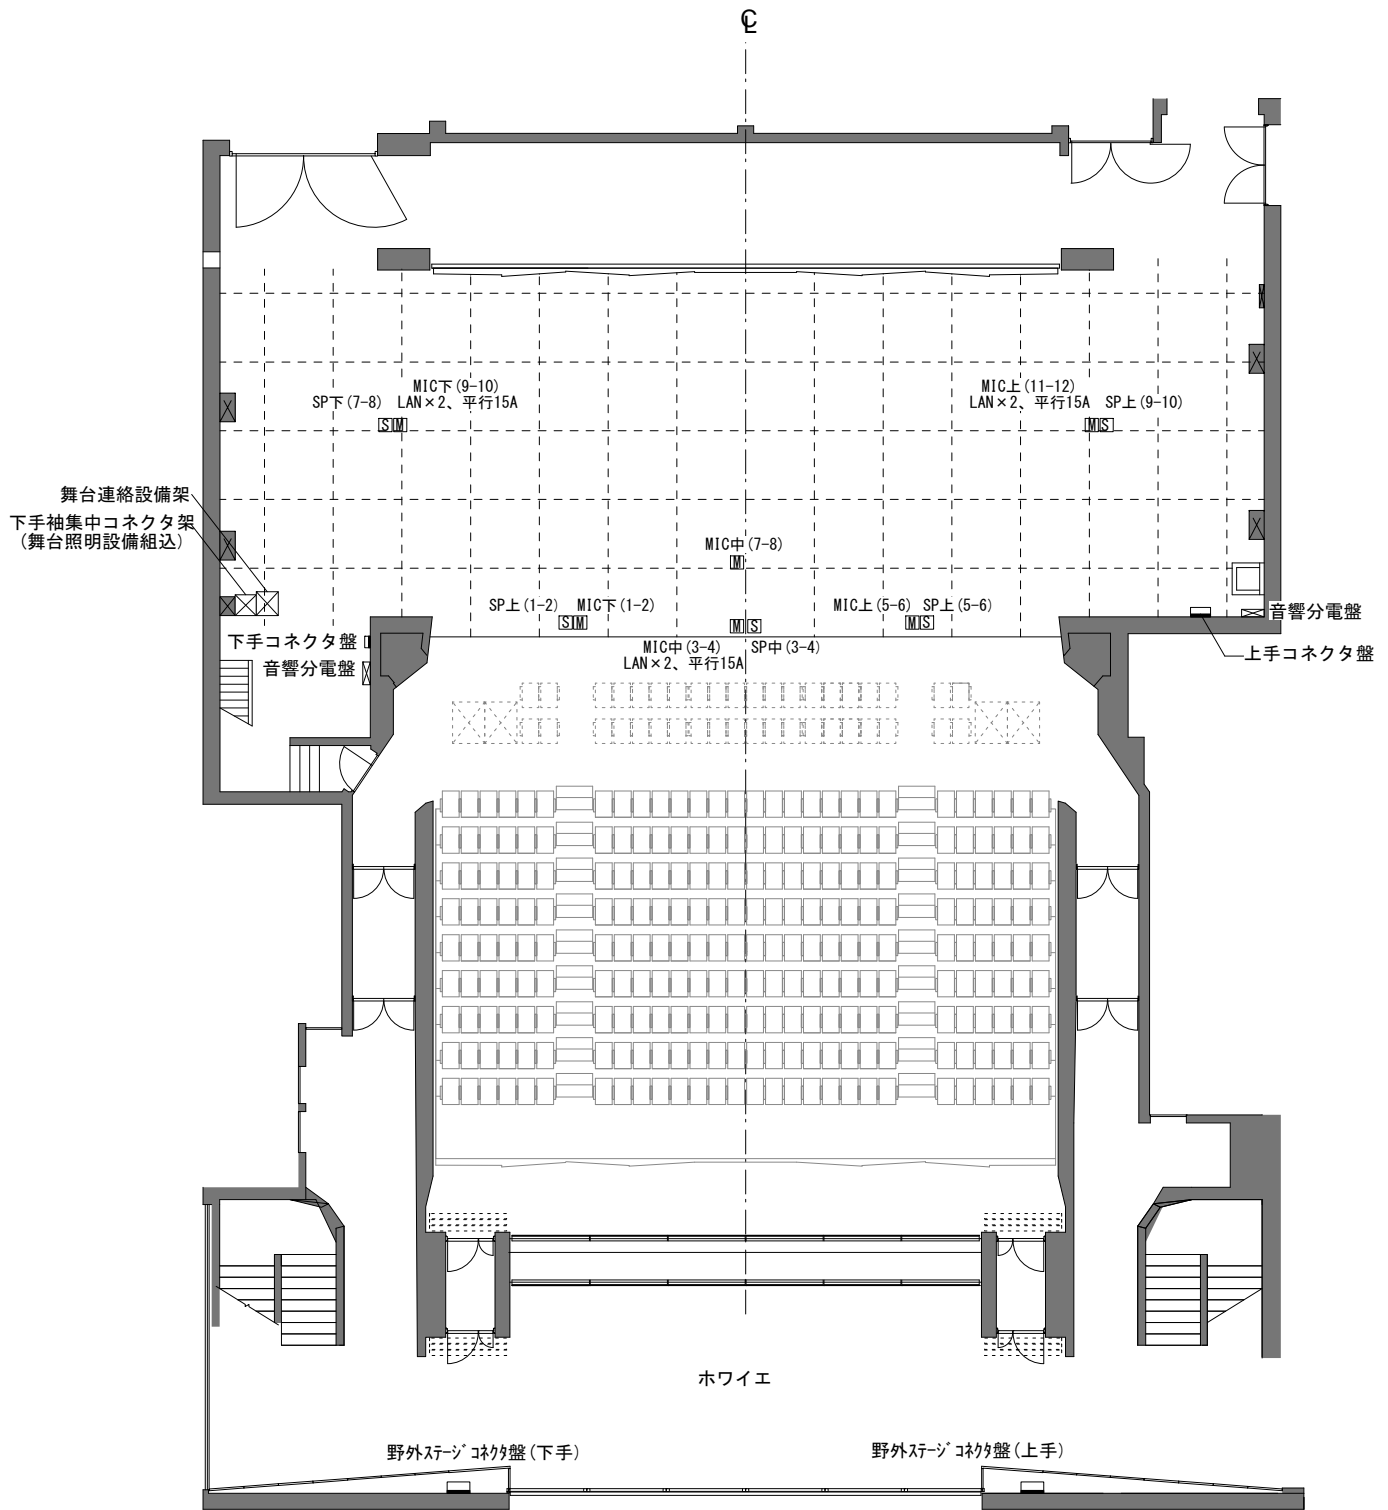 ℄
MIC下(9-10)
SP下(7-8) LAN×2、平行15A
S M
MIC上(11-12)
LAN×2、平行15A SP上(9-10)
M S
舞台連絡設備架
下手袖集中コネクタ架
(舞台照明設備組込)
MIC中(7-8)
M
SP上(1-2) MIC下(1-2)
S M
MIC上(5-6) SP上(5-6)
M S
M S
音響分電盤
下手コネクタ盤
MIC中(3-4) SP中(3-4)
LAN×2、平行15A
上手コネクタ盤
音響分電盤
ホワイエ
野外ステージコネクタ盤(下手)
野外ステージコネクタ盤(上手)